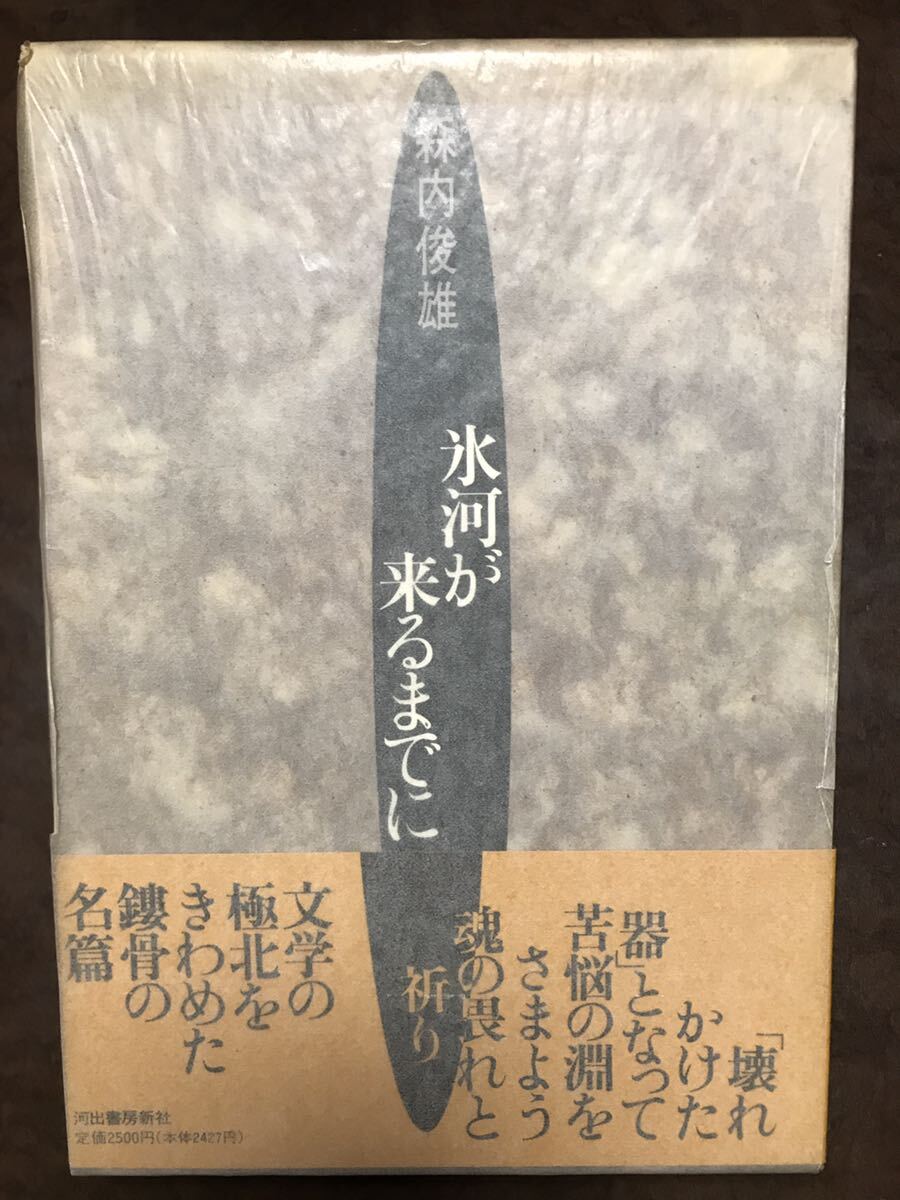 森内俊雄
氷河が
来るまでに
「壊れ
かけた
器」となって
苦悩の淵を
さまよう
魂の畏れと
祈り
文学の
極北を
きわめた
鏤骨の
名篇
河出書房新社
定価2500円(本体2427円)